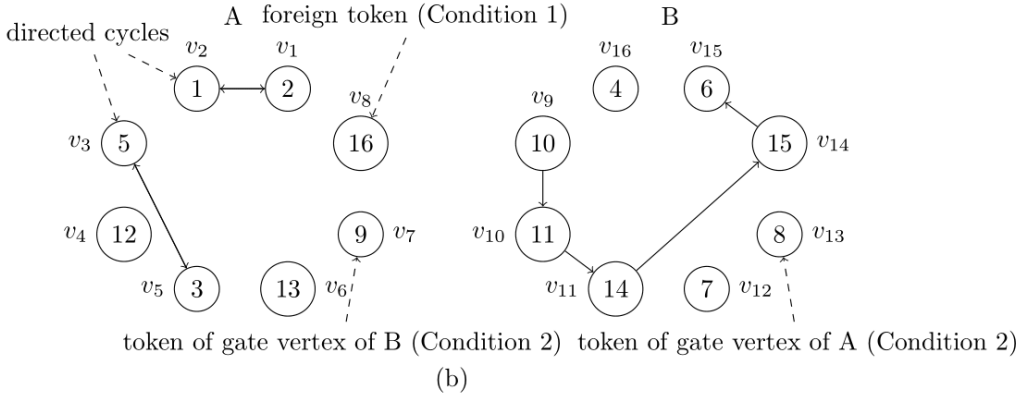 A foreign token (Condition 1) B
directed cycles
v2 v1 v16 v15
1 2 4 6
v8 v9
v3 5 16 10 15 v14
v4 12 9 v7 v10 11 8 v13
v5 3 13 v6 v11 14 7 v12
token of gate vertex of B (Condition 2) token of gate vertex of A (Condition 2)
(b)